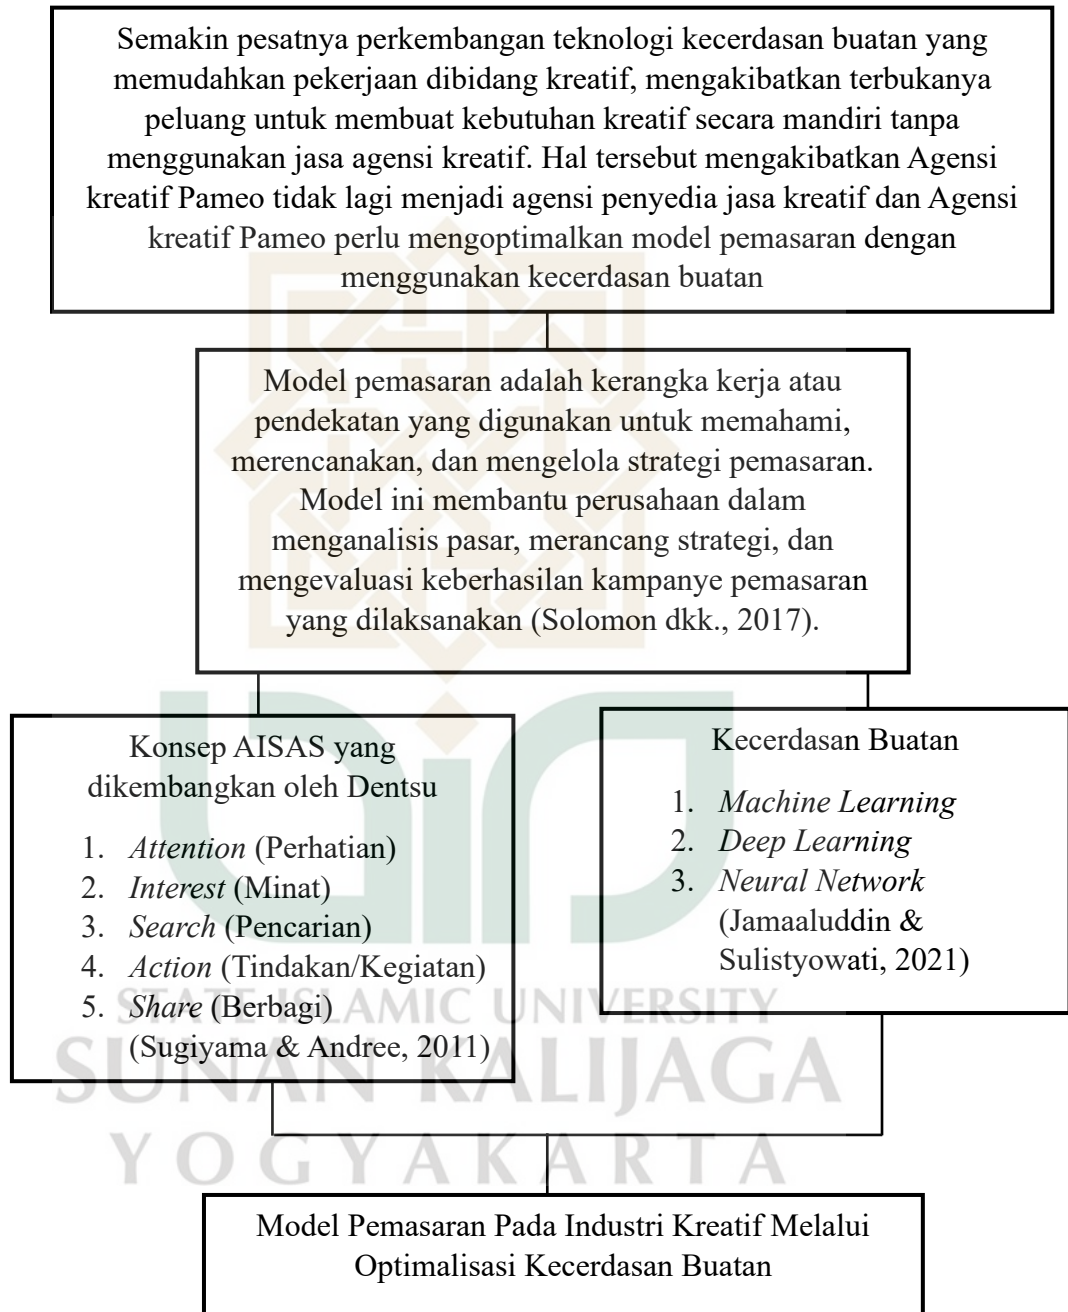 Semakin pesatnya perkembangan teknologi kecerdasan buatan yang
memudahkan pekerjaan dibidang kreatif, mengakibatkan terbukanya
peluang untuk membuat kebutuhan kreatif secara mandiri tanpa
menggunakan jasa agensi kreatif. Hal tersebut mengakibatkan Agensi
kreatif Pameo tidak lagi menjadi agensi penyedia jasa kreatif dan Agensi
kreatif Pameo perlu mengoptimalkan model pemasaran dengan
menggunakan kecerdasan buatan
Model pemasaran adalah kerangka kerja atau
pendekatan yang digunakan untuk memahami,
merencanakan, dan mengelola strategi pemasaran.
Model ini membantu perusahaan dalam
menganalisis pasar, merancang strategi, dan
mengevaluasi keberhasilan kampanye pemasaran
yang dilaksanakan (Solomon dkk., 2017).
Konsep AISAS yang
dikembangkan oleh Dentsu
1. Attention (Perhatian)
2. Interest (Minat)
3. Search (Pencarian)
4. Action (Tindakan/Kegiatan)
5. Share (Berbagi)
(Sugiyama & Andree, 2011)
Kecerdasan Buatan
1. Machine Learning
2. Deep Learning
3. Neural Network
(Jamaaluddin &
Sulistyowati, 2021)
STATE ISLAMIC UNIVERSITY
SUNAN KALIJAGA
YOGYAKARTA
Model Pemasaran Pada Industri Kreatif Melalui
Optimalisasi Kecerdasan Buatan